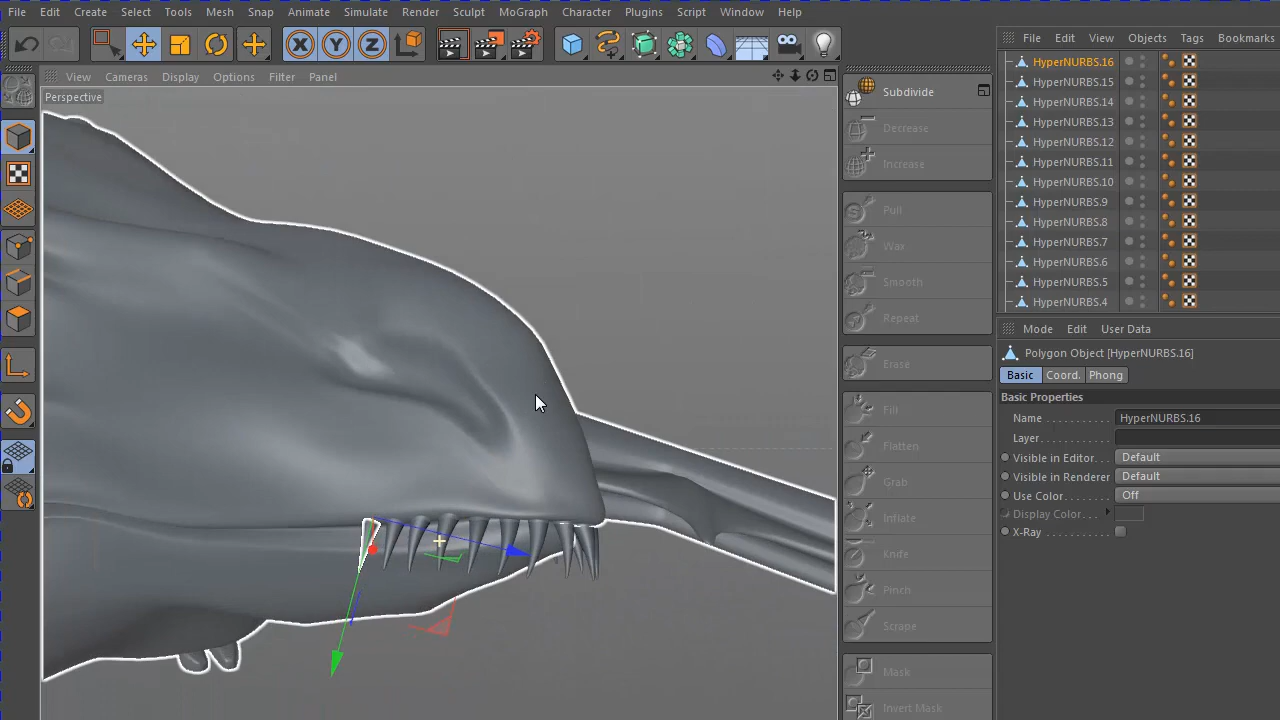 File Edit Create Select Tools Mesh Snap Animate Simulate Render Sculpt MoGraph Character Plugins Script Window Help
File Edit View Objects Tags Bookmarks
View Cameras Display Options Filter Panel
Perspective
X Y Z
Subdivide
Decrease
Increase
Pull
Wax
Smooth
Repeat
Erase
Fill
Flatten
Grab
Inflate
Knife
Pinch
Scrape
Mask
Invert Mask
HyperNURBS.16
HyperNURBS.15
HyperNURBS.14
HyperNURBS.13
HyperNURBS.12
HyperNURBS.11
HyperNURBS.10
HyperNURBS.9
HyperNURBS.8
HyperNURBS.7
HyperNURBS.6
HyperNURBS.5
HyperNURBS.4
Mode Edit User Data
Polygon Object [HyperNURBS.16]
Basic Coord. Phong
Basic Properties
Name HyperNURBS.16
Layer
Visible in Editor Default
Visible in Renderer Default
Use Color Off
Display Color
X-Ray